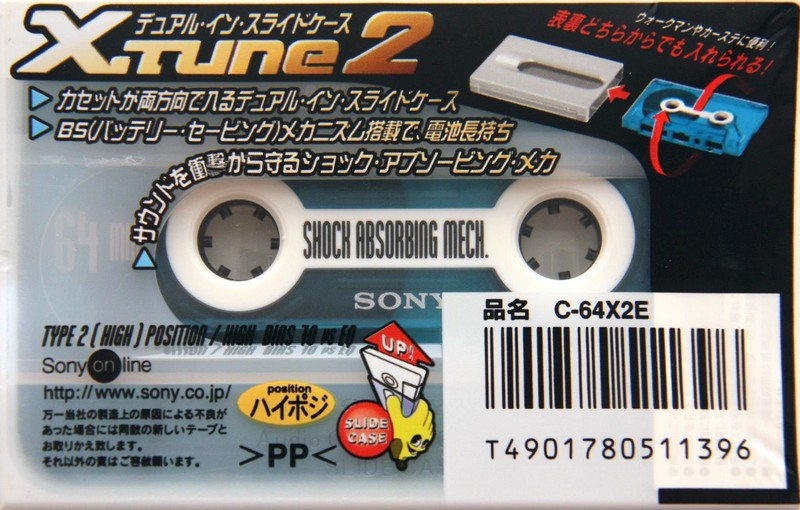 デュアル・イン・スライドケース
X-TUNE 2
ウォークマンやカーステに便利!
表裏どちらからでも入れられる!
カセットが両方向で入るデュアル・イン・スライドケース
BS(バッテリー・セービング)メカニズム搭載で、電池長持ち
サウンドを衝撃から守るショック・アブソービング・メカ
64
SHOCK ABSORBING MECH.
SONY
品名 C-64X2E
TYPE 2 (HIGH) POSITION / HIGH BIAS 70 μs EQ
UP!
Sony on line
http://www.sony.co.jp/
position
ハイポジ
SLIDE
CASE
万一当社の製造上の原因による不良が
あった場合には同数の新しいテープと
お取りかえ致します。
それ以外の責はご容赦願います。
>PP<
T4901780511396